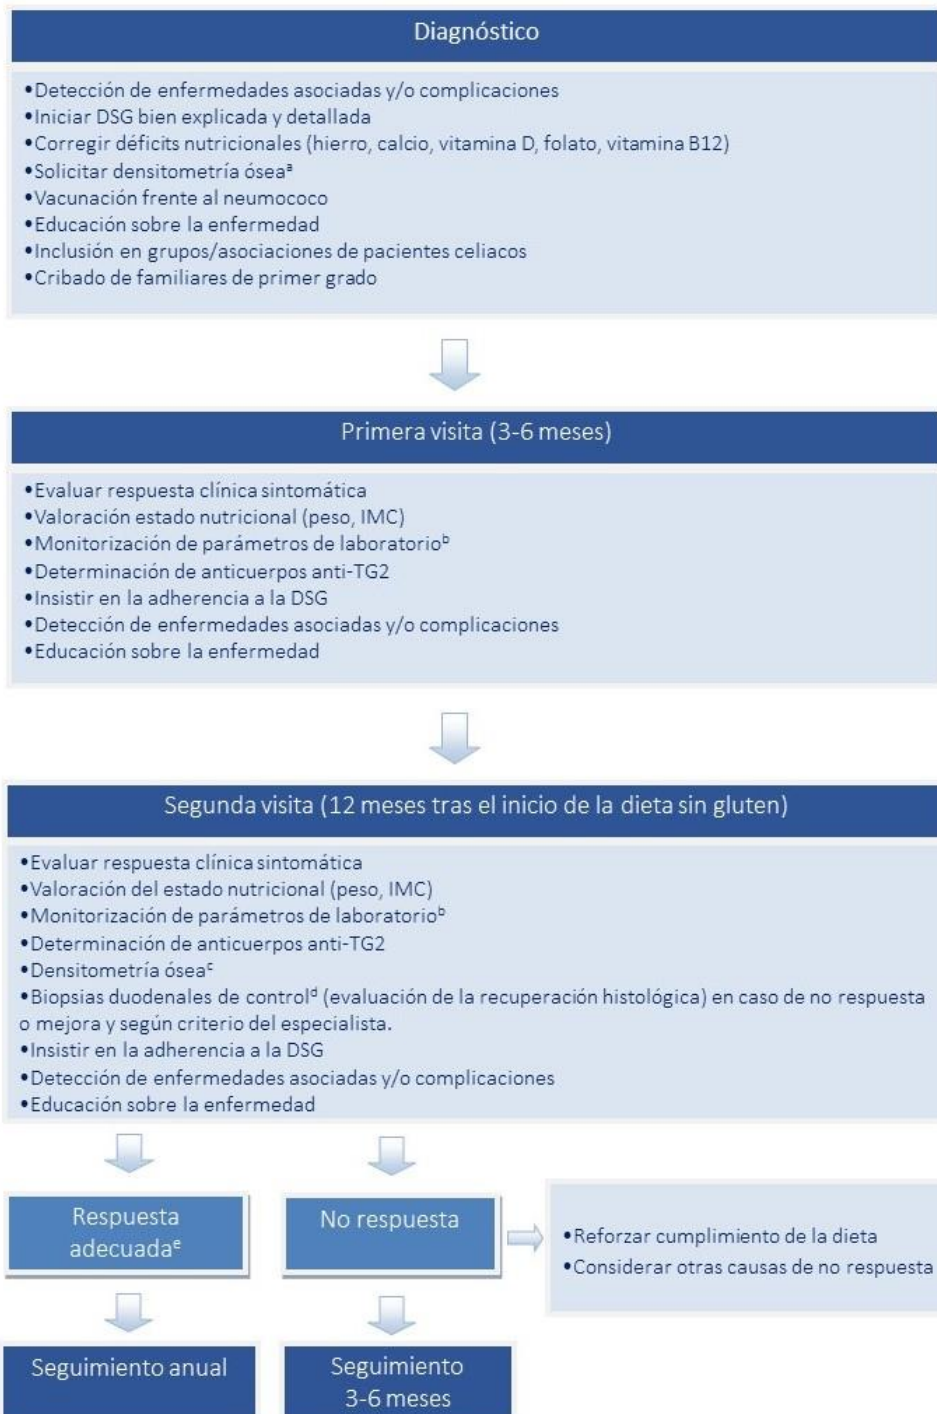 Diagnóstico
•Detección de enfermedades asociadas y/o complicaciones
•Iniciar DSG bien explicada y detallada
•Corregir déficits nutricionales (hierro, calcio, vitamina D, folato, vitamina B12)
•Solicitar densitometría óseaª
•Vacunación frente al neumococo
•Educación sobre la enfermedad
•Inclusión en grupos/asociaciones de pacientes celiacos
•Cribado de familiares de primer grado
Primera visita (3-6 meses)
•Evaluar respuesta clínica sintomática
•Valoración estado nutricional (peso, IMC)
•Monitorización de parámetros de laboratorioᵇ
•Determinación de anticuerpos anti-TG2
•Insistir en la adherencia a la DSG
•Detección de enfermedades asociadas y/o complicaciones
•Educación sobre la enfermedad
Segunda visita (12 meses tras el inicio de la dieta sin gluten)
•Evaluar respuesta clínica sintomática
•Valoración del estado nutricional (peso, IMC)
•Monitorización de parámetros de laboratorioᵇ
•Determinación de anticuerpos anti-TG2
•Densitometría óseaᶜ
•Biopsias duodenales de controlᵈ (evaluación de la recuperación histológica) en caso de no respuesta
o mejora y según criterio del especialista.
•Insistir en la adherencia a la DSG
•Detección de enfermedades asociadas y/o complicaciones
•Educación sobre la enfermedad
Respuesta
adecuadaᵉ
No respuesta
•Reforzar cumplimiento de la dieta
•Considerar otras causas de no respuesta
Seguimiento anual
Seguimiento
3-6 meses